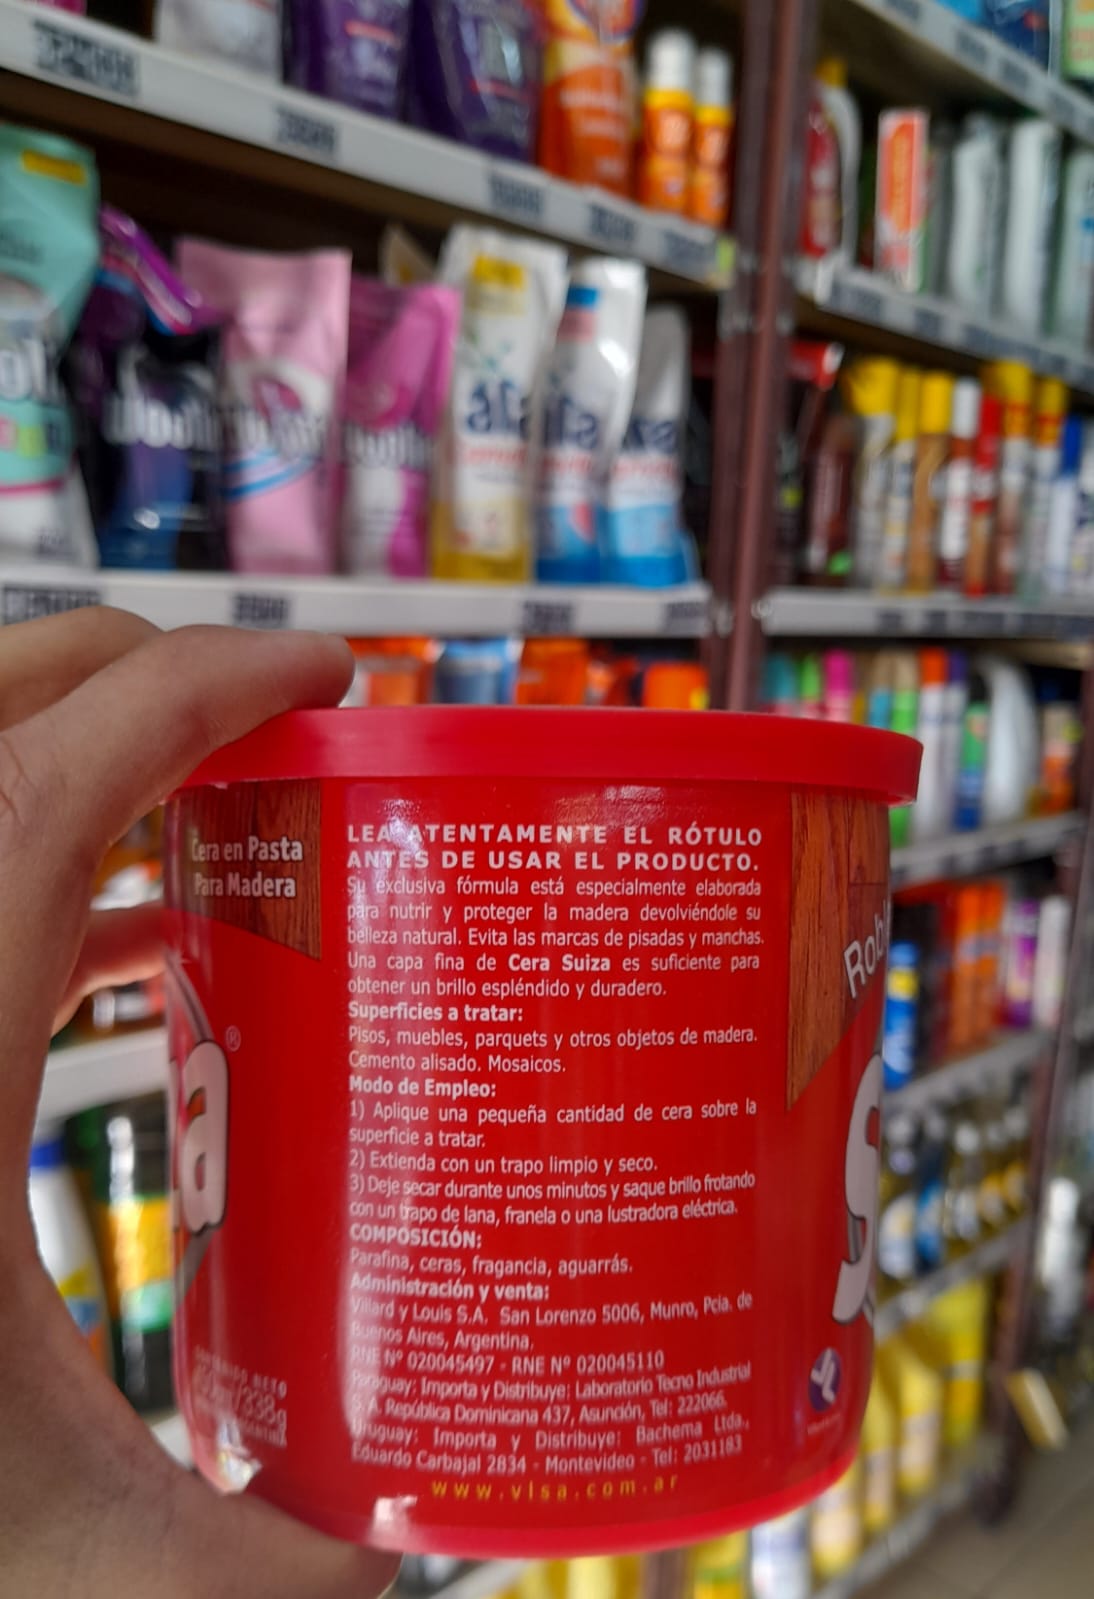 Cera en Pasta
Para Madera
LEA ATENTAMENTE EL RÓTULO
ANTES DE USAR EL PRODUCTO.
Su exclusiva fórmula está especialmente elaborada
para nutrir y proteger la madera devolviéndole su
belleza natural. Evita las marcas de pisadas y manchas.
Una capa fina de Cera Suiza es suficiente para
obtener un brillo espléndido y duradero.
Superficies a tratar:
Pisos, muebles, parquets y otros objetos de madera.
Cemento alisado. Mosaicos.
Modo de Empleo:
1) Aplique una pequeña cantidad de cera sobre la
superficie a tratar.
2) Extienda con un trapo limpio y seco.
3) Deje secar durante unos minutos y saque brillo frotando
con un trapo de lana, franela o una lustradora eléctrica.
COMPOSICIÓN:
Parafina, ceras, fragancia, aguarrás.
Administración y venta:
Villard y Louis S.A. San Lorenzo 5006, Munro, Pcia. de
Buenos Aires, Argentina.
RNE Nº 020045497 - RNE Nº 020045110
Paraguay: Importa y Distribuye: Laboratorio Tecno Industrial
S. A. República Dominicana 437, Asunción, Tel: 222066.
Uruguay: Importa y Distribuye: Bachema Ltda.,
Eduardo Carbajal 2834 - Montevideo - Tel: 2031183
www.vlsa.com.ar
za®
338g
Robl
S